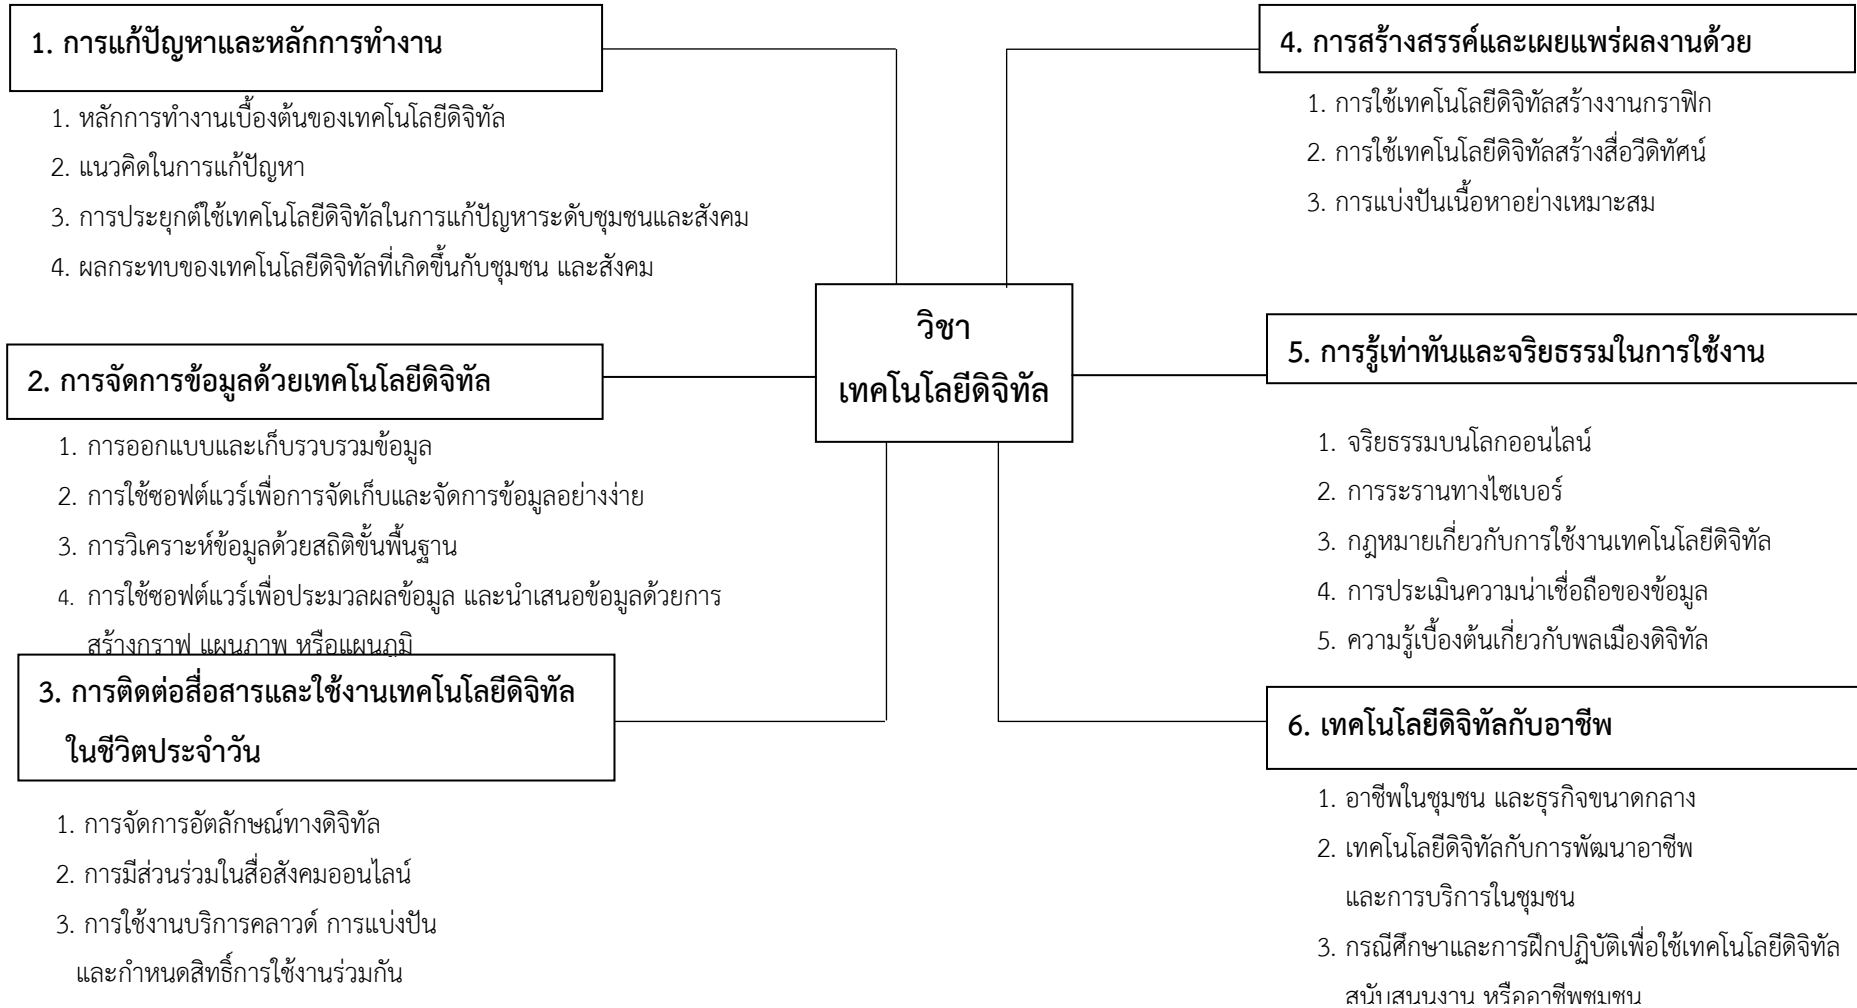 1. การแก้ปัญหาและหลักการทำงาน
1. หลักการทำงานเบื้องต้นของเทคโนโลยีดิจิทัล
2. แนวคิดในการแก้ปัญหา
3. การประยุกต์ใช้เทคโนโลยีดิจิทัลในการแก้ปัญหาระดับชุมชนและสังคม
4. ผลกระทบของเทคโนโลยีดิจิทัลที่เกิดขึ้นกับชุมชน และสังคม
2. การจัดการข้อมูลด้วยเทคโนโลยีดิจิทัล
1. การออกแบบและเก็บรวบรวมข้อมูล
2. การใช้ซอฟต์แวร์เพื่อการจัดเก็บและจัดการข้อมูลอย่างง่าย
3. การวิเคราะห์ข้อมูลด้วยสถิติขั้นพื้นฐาน
4. การใช้ซอฟต์แวร์เพื่อประมวลผลข้อมูล และนำเสนอข้อมูลด้วยการ
สร้างกราฟ แผนภาพ หรือแผนภูมิ
3. การติดต่อสื่อสารและใช้งานเทคโนโลยีดิจิทัล
ในชีวิตประจำวัน
1. การจัดการอัตลักษณ์ทางดิจิทัล
2. การมีส่วนร่วมในสื่อสังคมออนไลน์
3. การใช้งานบริการคลาวด์ การแบ่งปัน
และกำหนดสิทธิ์การใช้งานร่วมกัน
วิชา
เทคโนโลยีดิจิทัล
4. การสร้างสรรค์และเผยแพร่ผลงานด้วย
1. การใช้เทคโนโลยีดิจิทัลสร้างงานกราฟิก
2. การใช้เทคโนโลยีดิจิทัลสร้างสื่อวีดิทัศน์
3. การแบ่งปันเนื้อหาอย่างเหมาะสม
5. การรู้เท่าทันและจริยธรรมในการใช้งาน
1. จริยธรรมบนโลกออนไลน์
2. การระรานทางไซเบอร์
3. กฎหมายเกี่ยวกับการใช้งานเทคโนโลยีดิจิทัล
4. การประเมินความน่าเชื่อถือของข้อมูล
5. ความรู้เบื้องต้นเกี่ยวกับพลเมืองดิจิทัล
6. เทคโนโลยีดิจิทัลกับอาชีพ
1. อาชีพในชุมชน และธุรกิจขนาดกลาง
2. เทคโนโลยีดิจิทัลกับการพัฒนาอาชีพ
และการบริการในชุมชน
3. กรณีศึกษาและการฝึกปฏิบัติเพื่อใช้เทคโนโลยีดิจิทัล
สนับสนุนงาน หรืออาชีพชุมชน